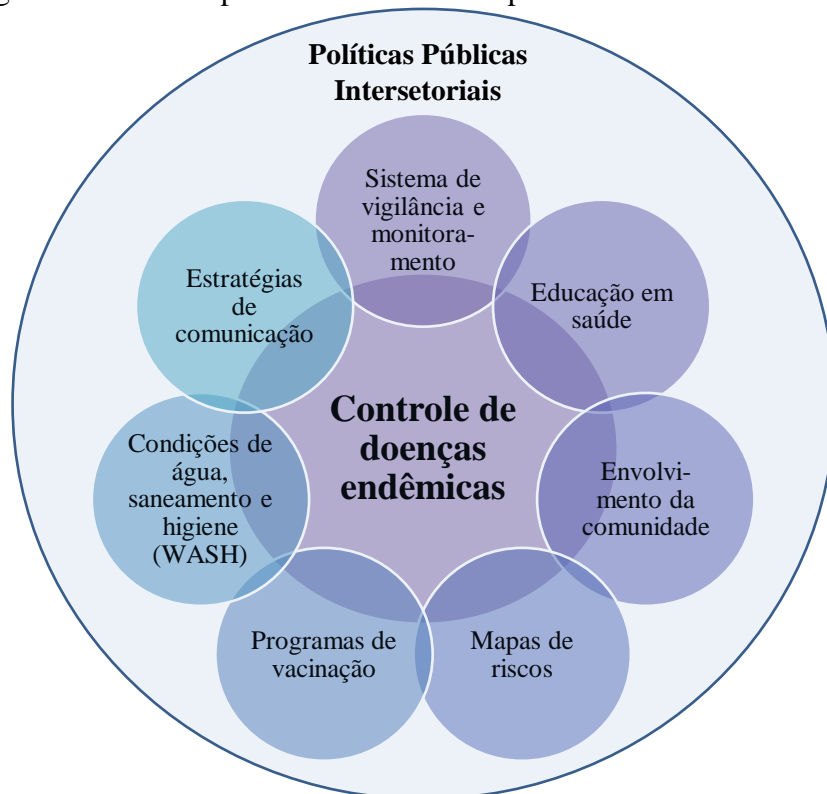 Políticas Públicas
Intersetoriais
Sistema de
vigilância e
monitora-
mento
Educação em
saúde
Envolvi-
mento da
comunidade
Mapas de
riscos
Programas de
vacinação
Condições de
água,
saneamento e
higiene
(WASH)
Estratégias
de
comunicação
Controle de
doenças
endêmicas